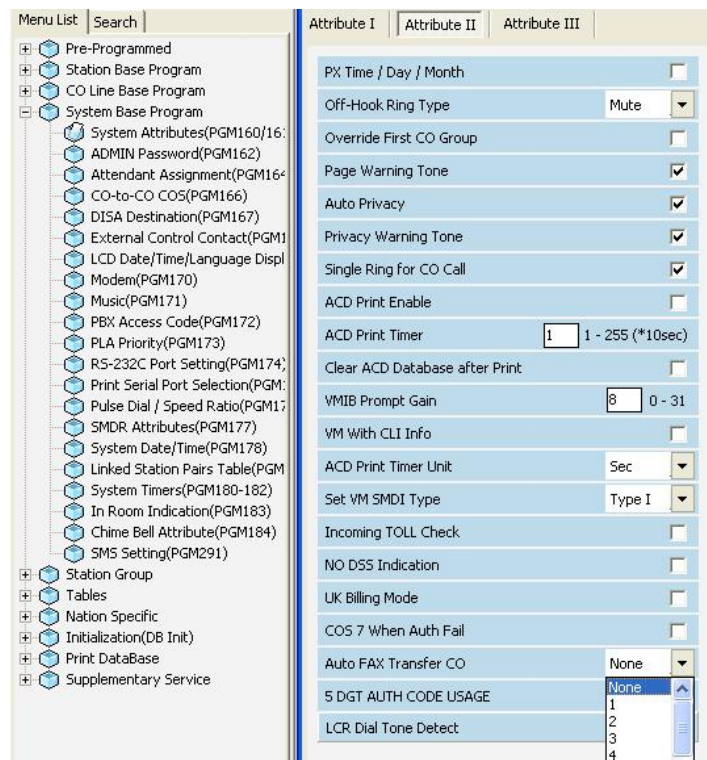 Menu List Search
Pre-Programmed
Station Base Program
CO Line Base Program
System Base Program
System Attributes(PGM160/16
ADMIN Password(PGM162)
Attendant Assignment(PGM164
CO-to-CO COS(PGM166)
DISA Destination(PGM167)
External Control Contact(PGM1
LCD Date/Time/Language Displ
Modem(PGM170)
Music(PGM171)
PBX Access Code(PGM172)
PLA Priority(PGM173)
RS-232C Port Setting(PGM174)
Print Serial Port Selection(PGM
Pulse Dial / Speed Ratio(PGM17
SMDR Attributes(PGM177)
System Date/Time(PGM178)
Linked Station Pairs Table(PGM
System Timers(PGM180-182)
In Room Indication(PGM183)
Chime Bell Attribute(PGM184)
SMS Setting(PGM291)
Station Group
Tables
Nation Specific
Initialization(DB Init)
Print DataBase
Supplementary Service
Attribute I Attribute II Attribute III
PX Time / Day / Month
Off-Hook Ring Type Mute
Override First CO Group
Page Warning Tone
Auto Privacy
Privacy Warning Tone
Single Ring for CO Call
ACD Print Enable
ACD Print Timer 1 1 - 255 (*10sec)
Clear ACD Database after Print
VMIB Prompt Gain 8 0 - 31
VM With CLI Info
ACD Print Timer Unit Sec
Set VM SMDI Type Type I
Incoming TOLL Check
NO DSS Indication
UK Billing Mode
COS 7 When Auth Fail
Auto FAX Transfer CO None
5 DGT AUTH CODE USAGE
LCR Dial Tone Detect
None
1
2
3
4